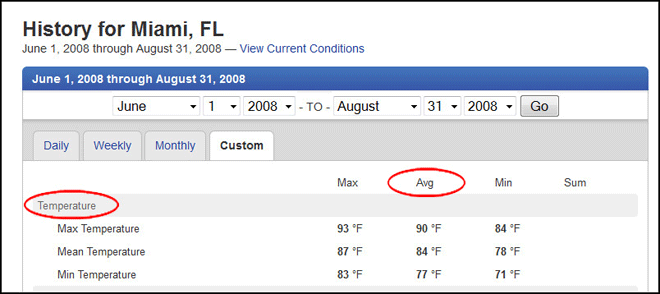 History for Miami, FL
June 1, 2008 through August 31, 2008 — View Current Conditions
June 1, 2008 through August 31, 2008
June 1 2008 - TO - August 31 2008 Go
Daily Weekly Monthly Custom
Max Avg Min Sum
Temperature
Max Temperature 93 °F 90 °F 84 °F
Mean Temperature 87 °F 84 °F 78 °F
Min Temperature 83 °F 77 °F 71 °F